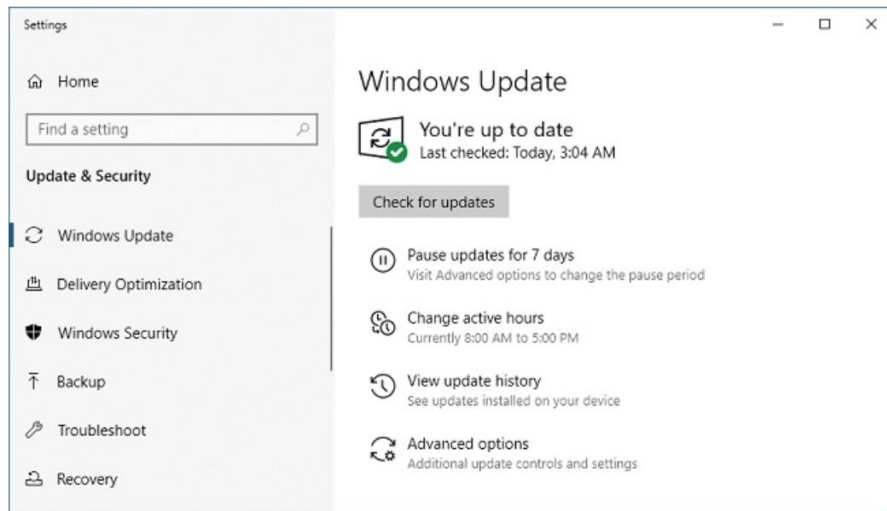 Settings
Home
Find a setting
Update & Security
Windows Update
Delivery Optimization
Windows Security
Backup
Troubleshoot
Recovery
Windows Update
You're up to date
Last checked: Today, 3:04 AM
Check for updates
Pause updates for 7 days
Visit Advanced options to change the pause period
Change active hours
Currently 8:00 AM to 5:00 PM
View update history
See updates installed on your device
Advanced options
Additional update controls and settings